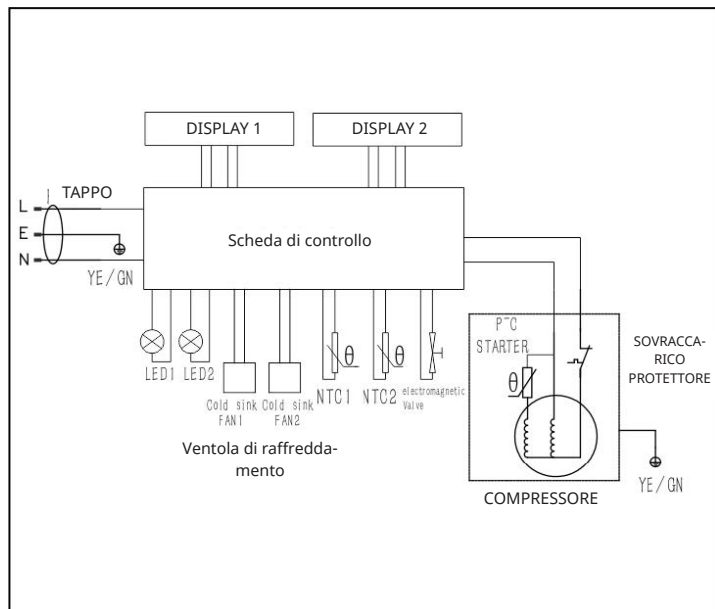 DISPLAY 1
DISPLAY 2
TAPPO
L
E
N
YE/GN
Scheda di controllo
LED1
LED2
Cold sink
FAN1
Cold sink
FAN2
NTC1
NTC2
electromagnetic
Valve
θ
θ
Ventola di raffredda-
mento
PTC
STARTER
θ
SOVRACCA-
RICO
PROTETTORE
COMPRESSORE
YE/GN